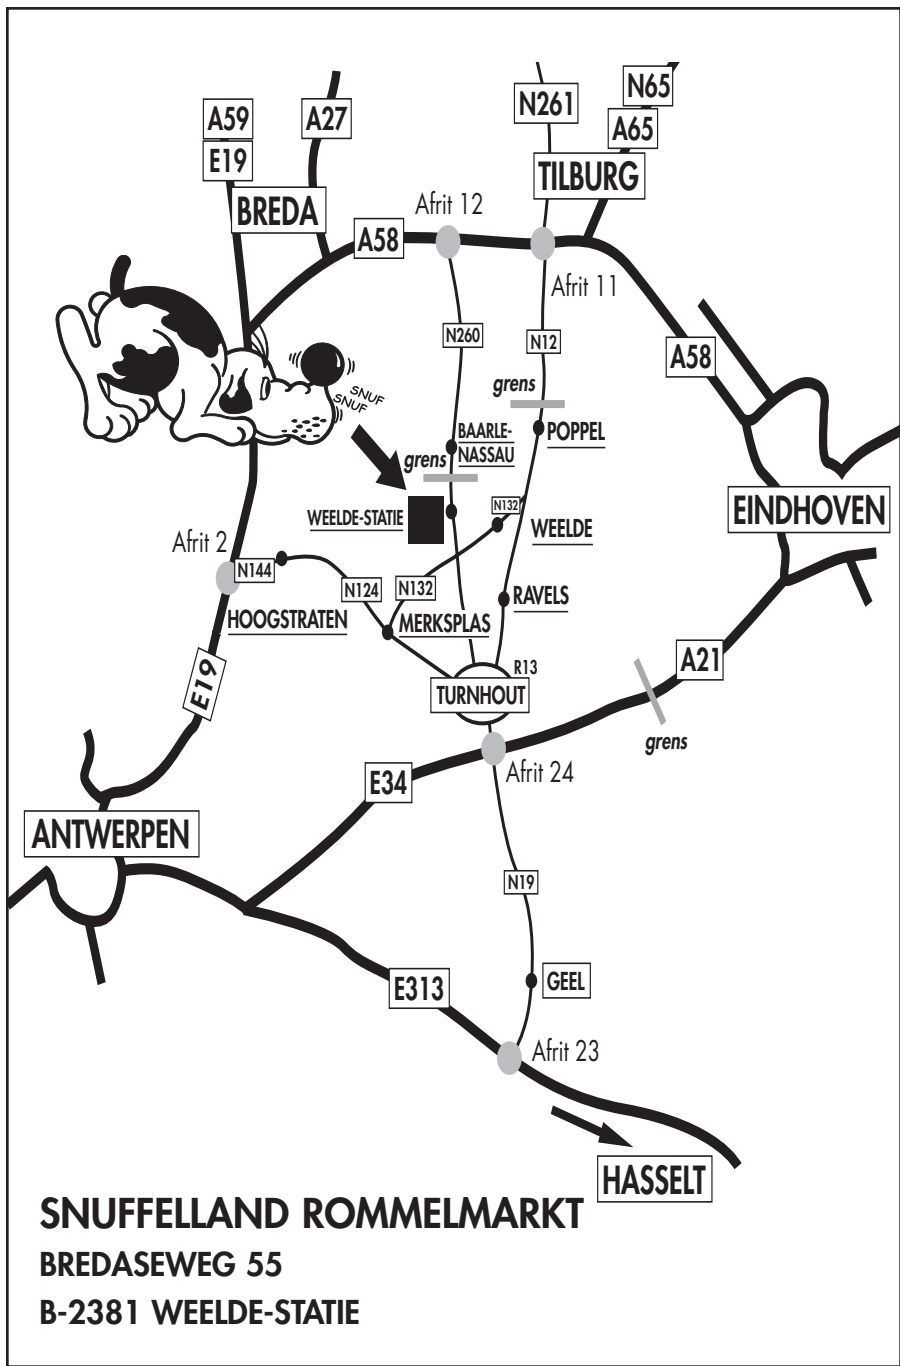 N65
A59
A27
N261
A65
E19
TILBURG
BREDA
Afrit 12
A58
Afrit 11
N260
N12
A58
grens
SNUF
SNUF
BAARLE-
NASSAU
POPPEL
grens
N132
WEELDE-STATIE
WEELDE
EINDHOVEN
Afrit 2
N144
N124
N132
RAVELS
HOOGSTRATEN
MERKSPLAS
R13
A21
E19
TURNHOUT
grens
Afrit 24
E34
ANTWERPEN
N19
GEEL
E313
Afrit 23
HASSELT
SNUFFELLAND ROMMELMARKT
BREDASEWEG 55
B-2381 WEELDE-STATIE